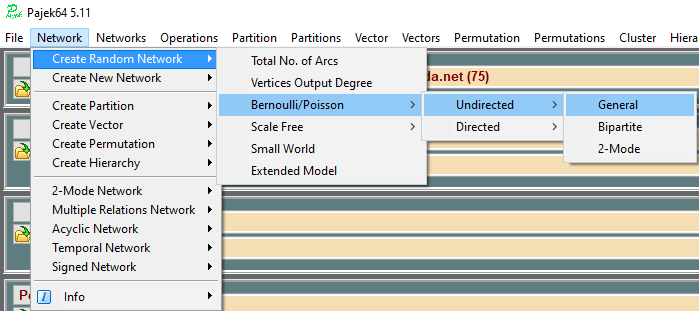 Pajek64 5.11
File Network Networks Operations Partition Partitions Vector Vectors Permutation Permutations Cluster Hiera
Create Random Network
Create New Network
Create Partition
Create Vector
Create Permutation
Create Hierarchy
2-Mode Network
Multiple Relations Network
Acyclic Network
Temporal Network
Signed Network
Info
Total No. of Arcs
Vertices Output Degree
Bernoulli/Poisson
Scale Free
Small World
Extended Model
da.net (75)
Undirected
Directed
General
Bipartite
2-Mode